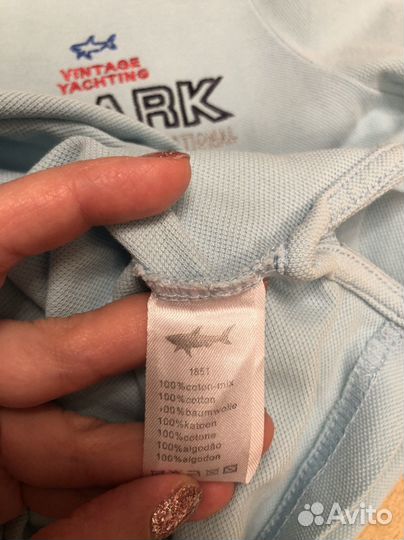 VINTAGE
YACHTING
ARK
TIONAL
1851
100%coton-mix
100%cotton
100%baumwolle
100%katoen
100%cotone
100%algodão
100%algodon
Avito